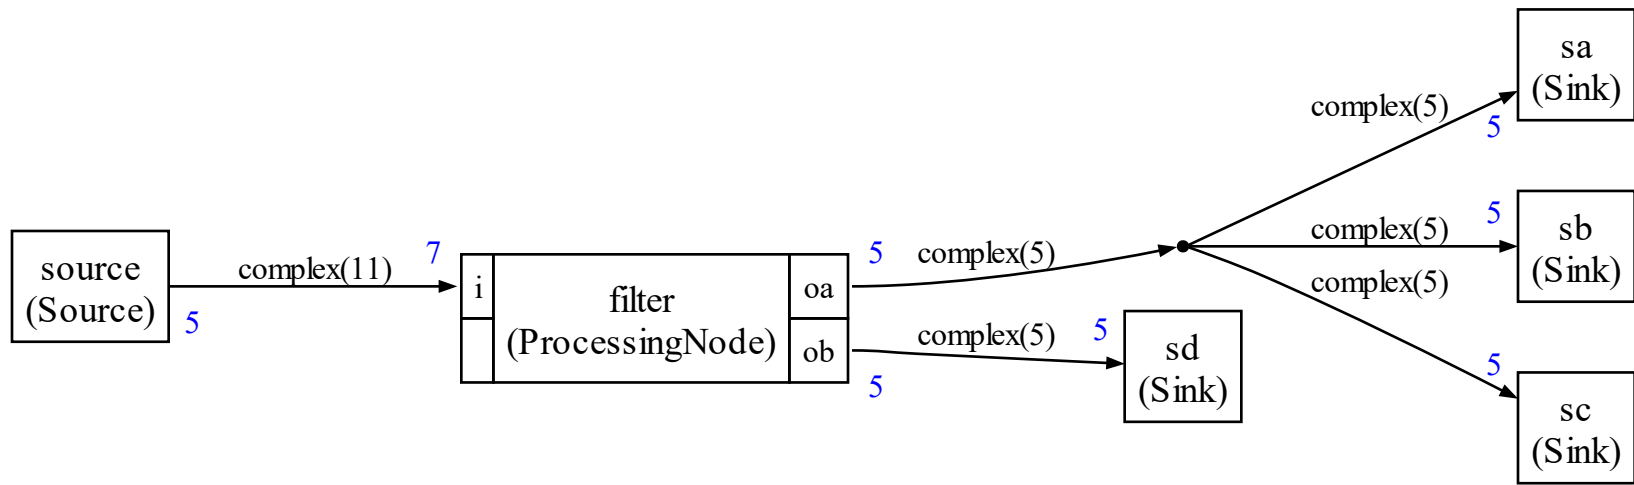 source
(Source)
5
complex(11)
7
i
filter
(ProcessingNode)
oa
ob
5
5
complex(5)
complex(5)
5
sd
(Sink)
complex(5)
5
complex(5)
5
complex(5)
5
sa
(Sink)
sb
(Sink)
sc
(Sink)